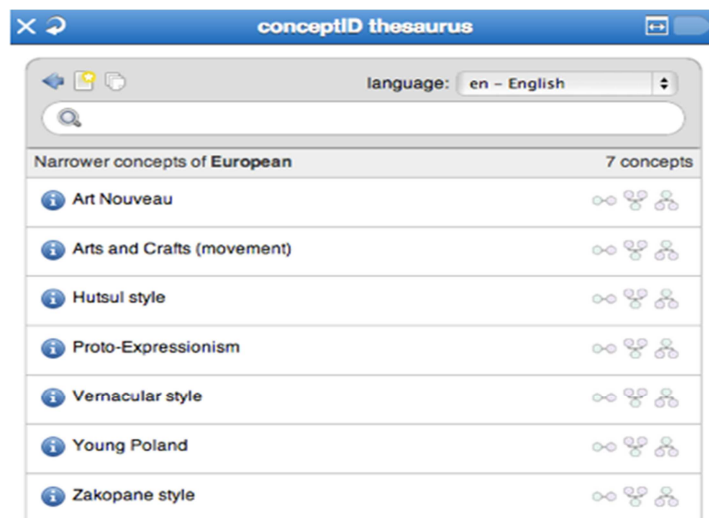 conceptID thesaurus
language: en – English
Narrower concepts of European 7 concepts
Art Nouveau
Arts and Crafts (movement)
Hutsul style
Proto-Expressionism
Vernacular style
Young Poland
Zakopane style